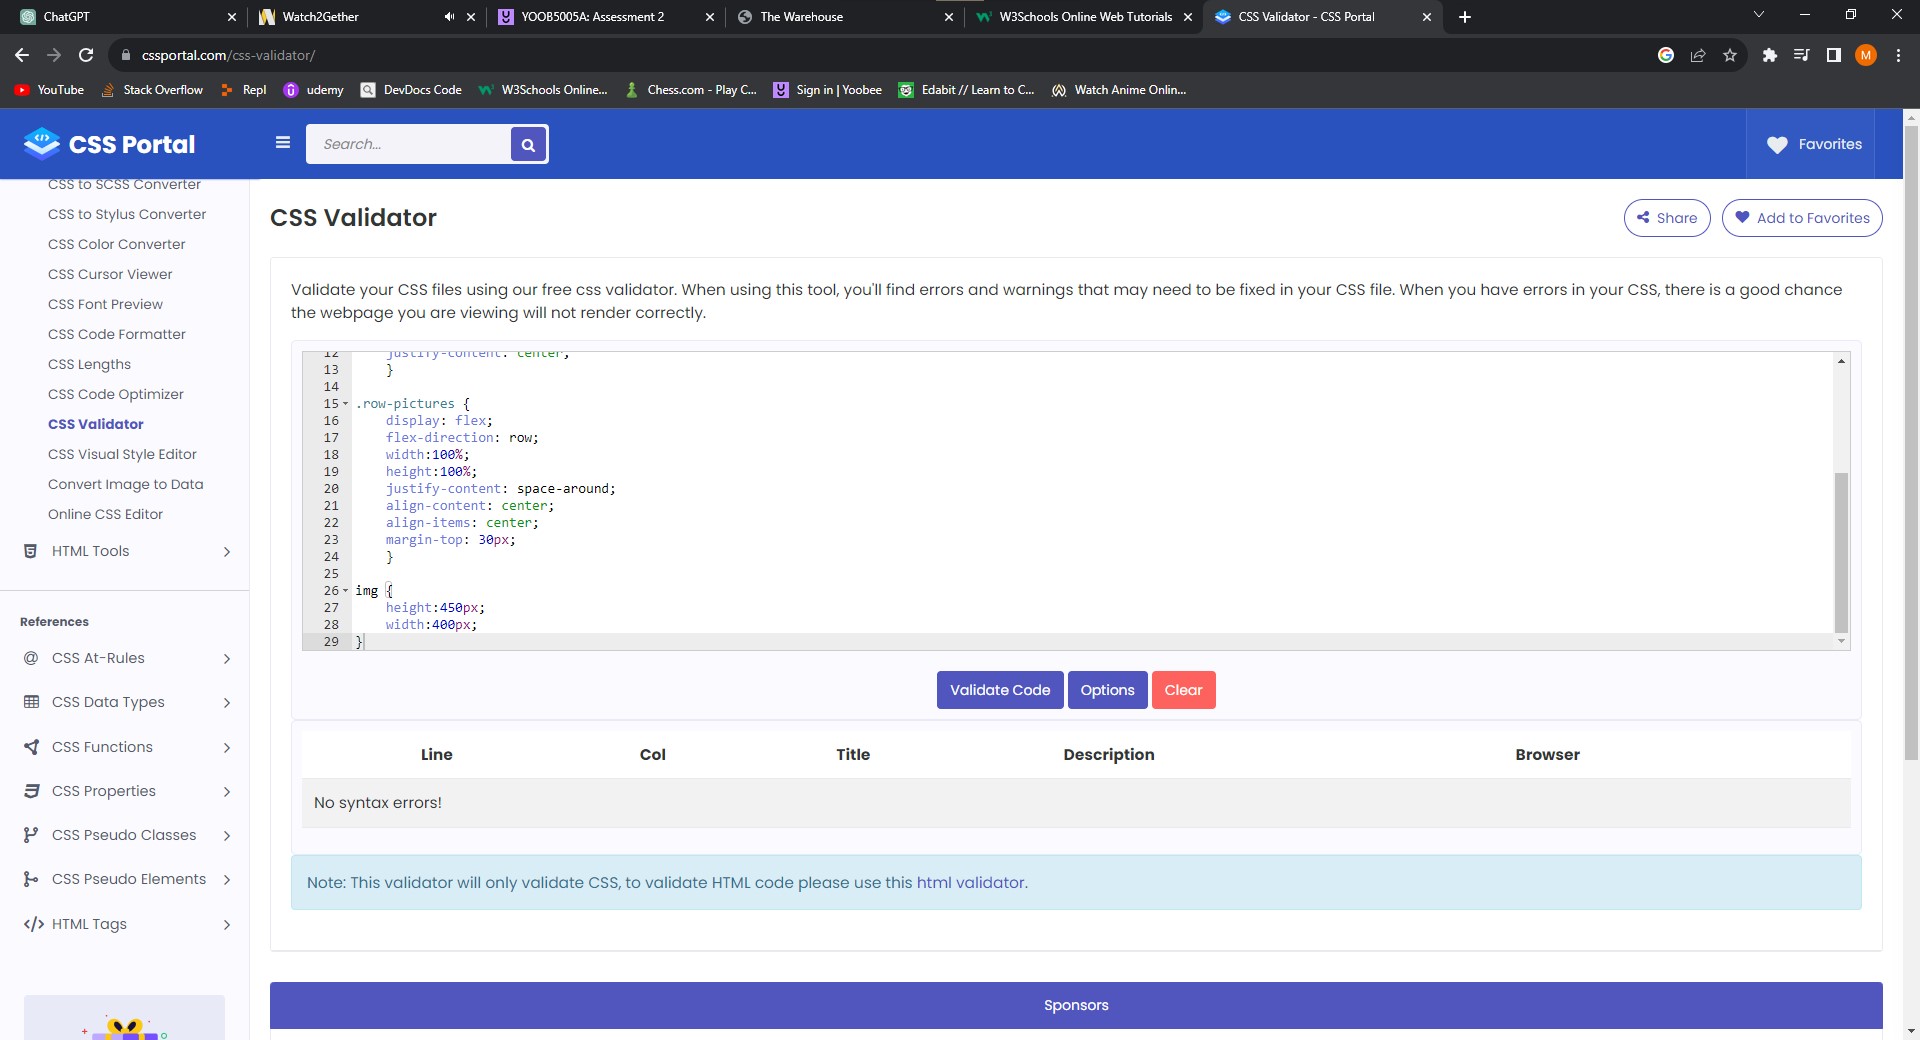 ChatGPT
Watch2Gether
YOOB5005A: Assessment 2
The Warehouse
W3Schools Online Web Tutorials
CSS Validator - CSS Portal
cssportal.com/css-validator/
M
YouTube
Stack Overflow
Repl
udemy
DevDocs Code
W3Schools Online...
Chess.com - Play C...
Sign in | Yoobee
Edabit // Learn to C...
Watch Anime Onlin...
CSS Portal
Search...
Favorites
CSS to SCSS Converter
CSS to Stylus Converter
CSS Color Converter
CSS Cursor Viewer
CSS Font Preview
CSS Code Formatter
CSS Lengths
CSS Code Optimizer
CSS Validator
CSS Visual Style Editor
Convert Image to Data
Online CSS Editor
HTML Tools
References
CSS At-Rules
CSS Data Types
CSS Functions
CSS Properties
CSS Pseudo Classes
CSS Pseudo Elements
HTML Tags
CSS Validator
Share
Add to Favorites
Validate your CSS files using our free css validator. When using this tool, you'll find errors and warnings that may need to be fixed in your CSS file. When you have errors in your CSS, there is a good chance
the webpage you are viewing will not render correctly.
12 justify-content: center;
13 }
14
15 .row-pictures {
16 display: flex;
17 flex-direction: row;
18 width:100%;
19 height:100%;
20 justify-content: space-around;
21 align-content: center;
22 align-items: center;
23 margin-top: 30px;
24 }
25
26 img {
27 height:450px;
28 width:400px;
29 }
Validate Code
Options
Clear
Line Col Title Description Browser
No syntax errors!
Note: This validator will only validate CSS, to validate HTML code please use this html validator.
Sponsors